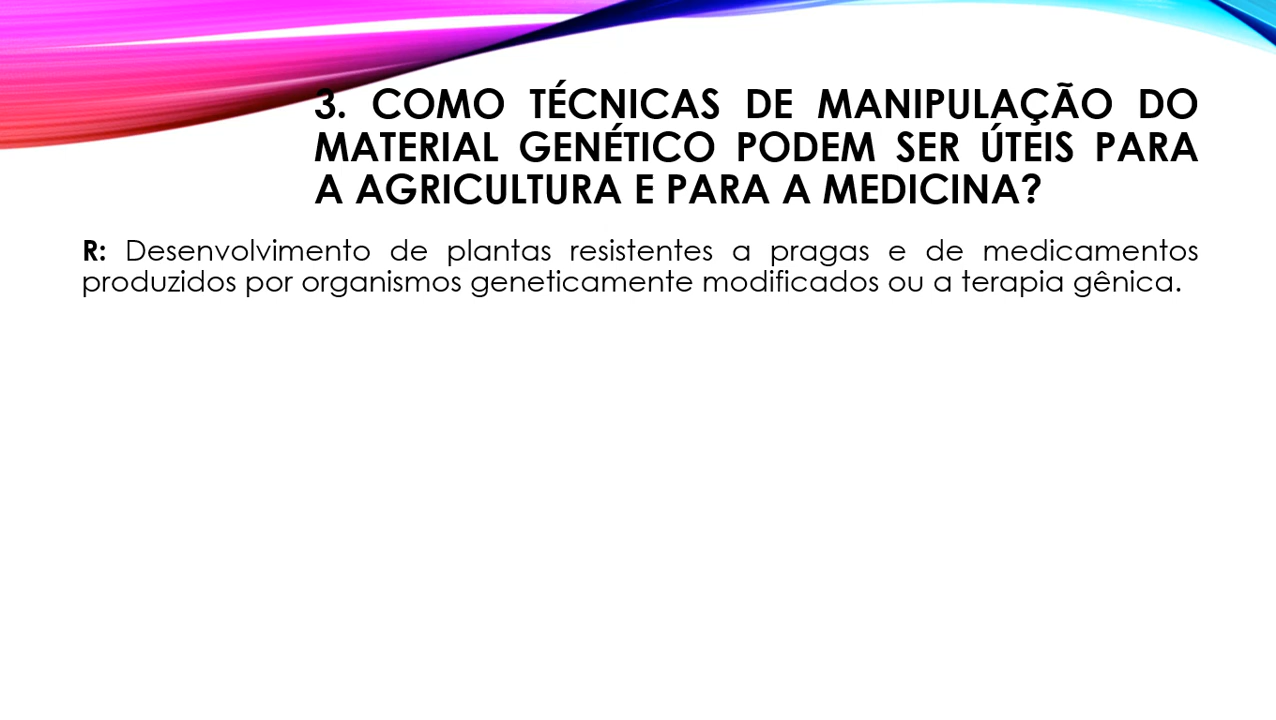 3. COMO TÉCNICAS DE MANIPULAÇÃO DO
MATERIAL GENÉTICO PODEM SER ÚTEIS PARA
A AGRICULTURA E PARA A MEDICINA?
R: Desenvolvimento de plantas resistentes a pragas e de medicamentos
produzidos por organismos geneticamente modificados ou a terapia gênica.